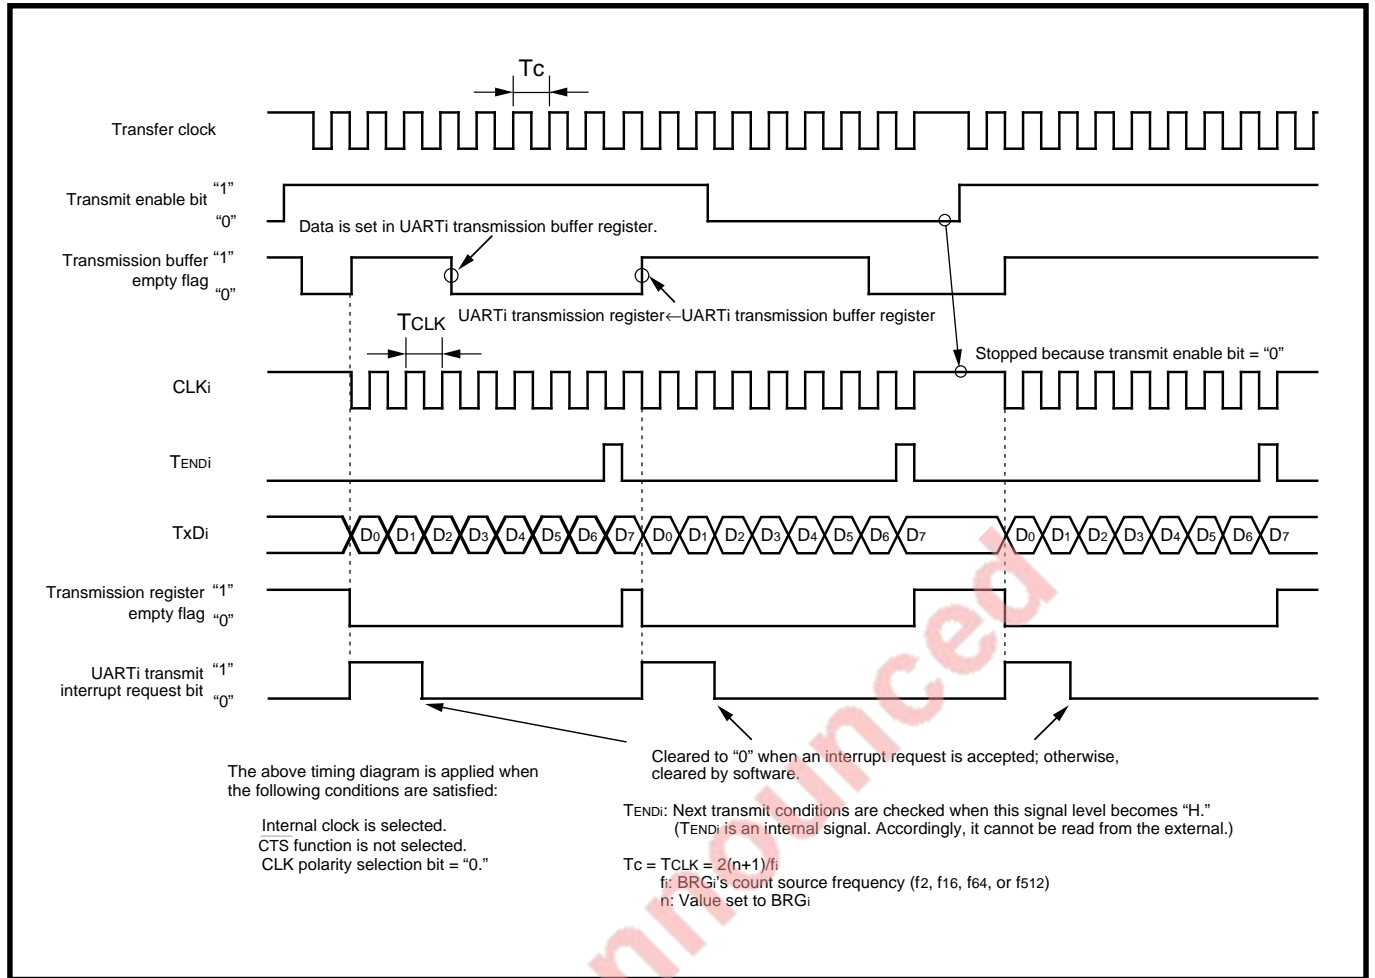 Tc
Transfer clock
Transmit enable bit
“1”
“0”
Data is set in UARTi transmission buffer register.
Transmission buffer
empty flag
“1”
“0”
UARTi transmission register←UARTi transmission buffer register
TCLK
Stopped because transmit enable bit = “0”
CLKi
TENDi
TxDi
D0 D1 D2 D3 D4 D5 D6 D7 D0 D1 D2 D3 D4 D5 D6 D7 D0 D1 D2 D3 D4 D5 D6 D7
Transmission register
empty flag
“1”
“0”
UARTi transmit
interrupt request bit
“1”
“0”
Cleared to “0” when an interrupt request is accepted; otherwise,
cleared by software.
The above timing diagram is applied when
the following conditions are satisfied:
Internal clock is selected.
CTS function is not selected.
CLK polarity selection bit = “0.”
TENDi: Next transmit conditions are checked when this signal level becomes “H.”
(TENDi is an internal signal. Accordingly, it cannot be read from the external.)
Tc = TCLK = 2(n+1)/fi
fi: BRGi’s count source frequency (f2, f16, f64, or f512)
n: Value set to BRGi
nnounced